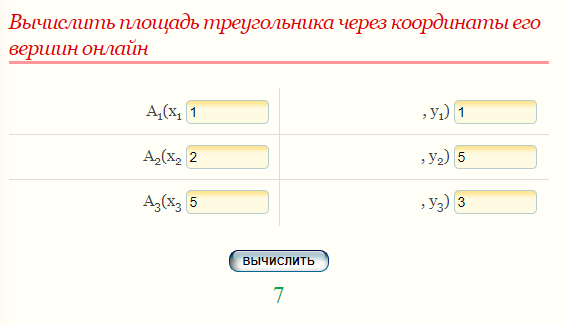 Вычислить площадь треугольника через координаты его
вершин онлайн
A₁(x₁ 1 , y₁) 1
A₂(x₂ 2 , y₂) 5
A₃(x₃ 5 , y₃) 3
ВЫЧИСЛИТЬ
7